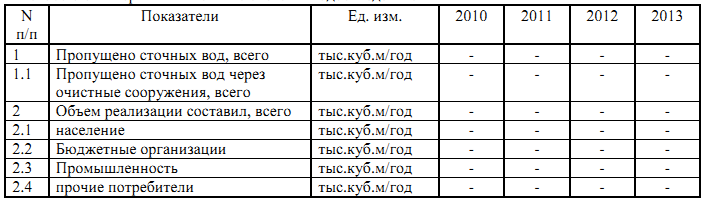 N п/п Показатели Ед. изм. 2010 2011 2012 2013
1 Пропущено сточных вод, всего тыс.куб.м/год - - - -
1.1 Пропущено сточных вод через очистные сооружения, всего тыс.куб.м/год - - - -
2 Объем реализации составил, всего тыс.куб.м/год - - - -
2.1 население тыс.куб.м/год - - - -
2.2 Бюджетные организации тыс.куб.м/год - - - -
2.3 Промышленность тыс.куб.м/год - - - -
2.4 прочие потребители тыс.куб.м/год - - - -